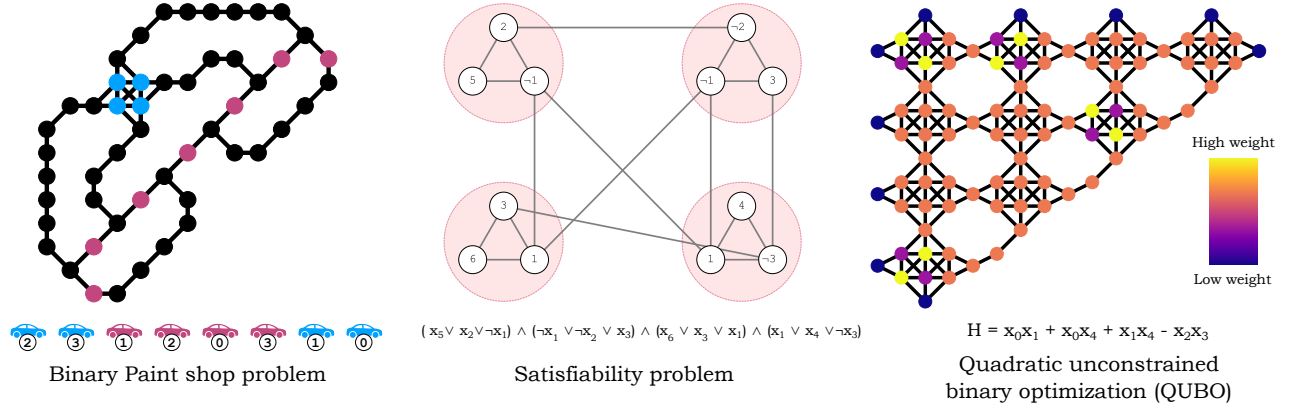 2
5
¬1
¬2
¬1
3
3
6
1
4
1
¬3
High weight
Low weight
2 3 1 2 0 3 1 0
( x₅∨ x₂∨¬x₁) ∧ (¬x₁ ∨¬x₂ ∨ x₃) ∧ (x₆ ∨ x₃ ∨ x₁) ∧ (x₁ ∨ x₄ ∨¬x₃)
H = x₀x₁ + x₀x₄ + x₁x₄ - x₂x₃
Binary Paint shop problem
Satisfiability problem
Quadratic unconstrained
binary optimization (QUBO)